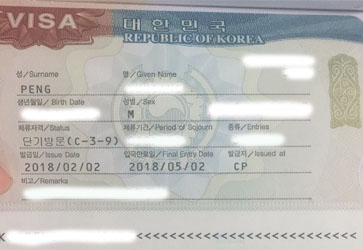 VISA 대한민국
REPUBLIC OF KOREA
성/Surname 명/Given Name
PENG
생년월일/Birth Date 성별/Sex
M
체류자격/Status 체류기간/Period of Sojourn 종류/Entries
단기방문(C-3-9)
발급일/Issue Date 입국만료일/Final Entry Date 발급지/Issued at
2018/02/02 2018/05/02 CP
비고/Remarks
<<<<<<<<<<<<<<